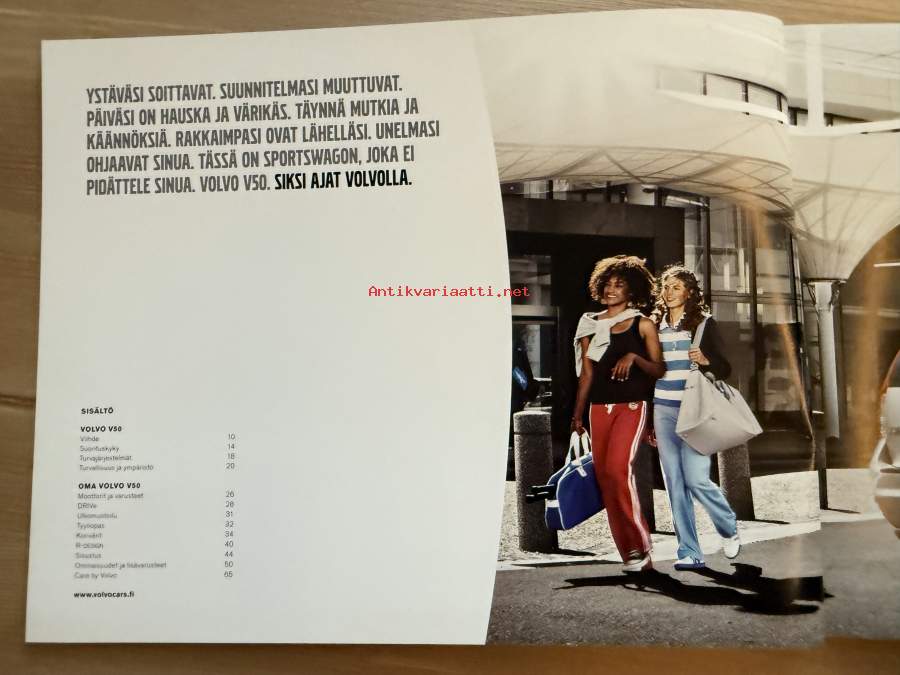 YSTÄVÄSI SOITTAVAT. SUUNNITELMASI MUUTTUVAT.
PÄIVÄSI ON HAUSKA JA VÄRIKÄS. TÄYNNÄ MUTKIA JA
KÄÄNNÖKSIÄ. RAKKAIMPASI OVAT LÄHELLÄSI. UNELMASI
OHJAAVAT SINUA. TÄSSÄ ON SPORTSWAGON, JOKA EI
PIDÄTTELE SINUA. VOLVO V50. SIKSI AJAT VOLVOLLA.
Antikvariaatti.net
SISÄLTÖ
VOLVO V50
Viihde 10
Suorituskyky 14
Turvajärjestelmät 18
Turvallisuus ja ympäristö 20
OMA VOLVO V50
Moottorit ja varusteet 26
DRIVe 28
Ulkomuotoilu 31
Tyyliopas 32
Korivärit 34
R-DESIGN 40
Sisustus 44
Ominaisuudet ja lisävarusteet 50
Care by Volvo 65
www.volvocars.fi